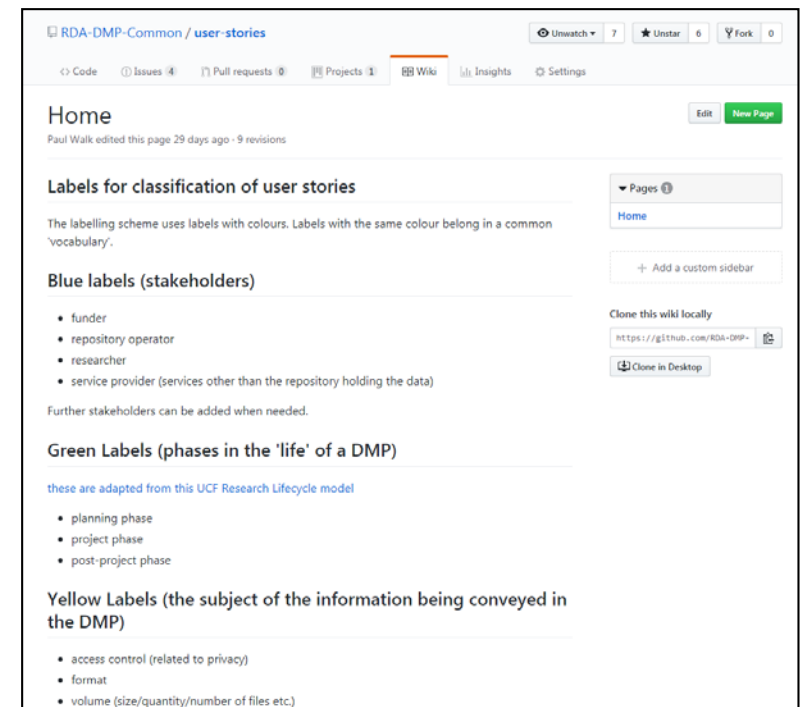 RDA-DMP-Common / user-stories
Unwatch 7 Unstar 6 Fork 0
Code Issues 4 Pull requests 0 Projects 1 Wiki Insights Settings
Home
Edit New Page
Paul Walk edited this page 29 days ago · 9 revisions
Labels for classification of user stories
The labelling scheme uses labels with colours. Labels with the same colour belong in a common
'vocabulary'.
Blue labels (stakeholders)
• funder
• repository operator
• researcher
• service provider (services other than the repository holding the data)
Further stakeholders can be added when needed.
Green Labels (phases in the 'life' of a DMP)
these are adapted from this UCF Research Lifecycle model
• planning phase
• project phase
• post-project phase
Yellow Labels (the subject of the information being conveyed in
the DMP)
• access control (related to privacy)
• format
• volume (size/quantity/number of files etc.)
Pages 1
Home
+ Add a custom sidebar
Clone this wiki locally
https://github.com/RDA-DMP-
Clone in Desktop